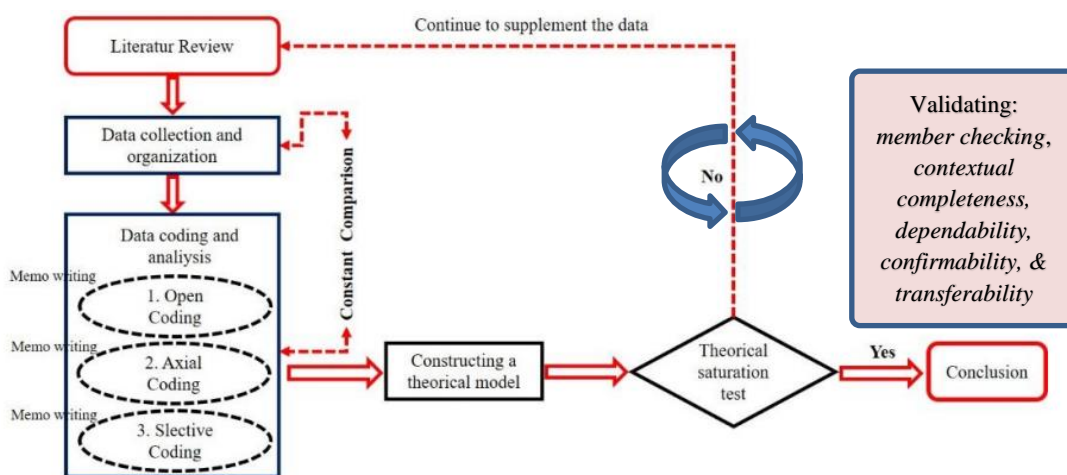 Continue to supplement the data
Literatur Review
Data collection and
organization
Constant Comparison
Data coding and
analiysis
Memo writing
1. Open
Coding
Memo writing
2. Axial
Coding
Memo writing
3. Slective
Coding
Constructing a
theorical model
No
Theorical
saturation
test
Yes
Conclusion
Validating:
member checking,
contextual
completeness,
dependability,
confirmability, &
transferability